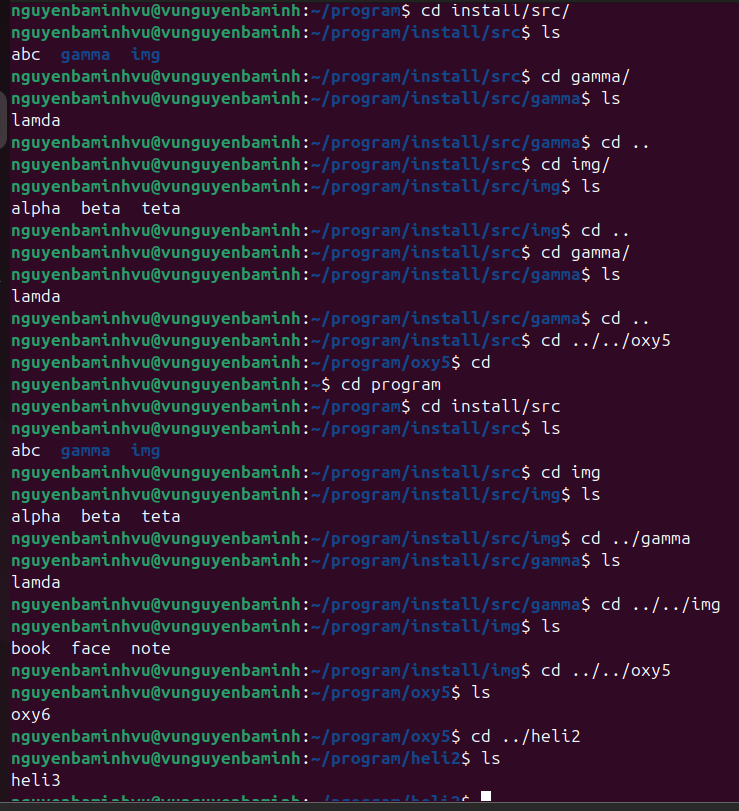 nguyenbaminhvu@vunguyenbaminh:~/program$ cd install/src/
nguyenbaminhvu@vunguyenbaminh:~/program/install/src$ ls
abc  gamma  img
nguyenbaminhvu@vunguyenbaminh:~/program/install/src$ cd gamma/
nguyenbaminhvu@vunguyenbaminh:~/program/install/src/gamma$ ls
lamda
nguyenbaminhvu@vunguyenbaminh:~/program/install/src/gamma$ cd ..
nguyenbaminhvu@vunguyenbaminh:~/program/install/src$ cd img/
nguyenbaminhvu@vunguyenbaminh:~/program/install/src/img$ ls
alpha  beta  teta
nguyenbaminhvu@vunguyenbaminh:~/program/install/src/img$ cd ..
nguyenbaminhvu@vunguyenbaminh:~/program/install/src$ cd gamma/
nguyenbaminhvu@vunguyenbaminh:~/program/install/src/gamma$ ls
lamda
nguyenbaminhvu@vunguyenbaminh:~/program/install/src/gamma$ cd ..
nguyenbaminhvu@vunguyenbaminh:~/program/install/src$ cd ../../oxy5
nguyenbaminhvu@vunguyenbaminh:~/program/oxy5$ cd
nguyenbaminhvu@vunguyenbaminh:~$ cd program
nguyenbaminhvu@vunguyenbaminh:~/program$ cd install/src
nguyenbaminhvu@vunguyenbaminh:~/program/install/src$ ls
abc  gamma  img
nguyenbaminhvu@vunguyenbaminh:~/program/install/src$ cd img
nguyenbaminhvu@vunguyenbaminh:~/program/install/src/img$ ls
alpha  beta  teta
nguyenbaminhvu@vunguyenbaminh:~/program/install/src/img$ cd ../gamma
nguyenbaminhvu@vunguyenbaminh:~/program/install/src/gamma$ ls
lamda
nguyenbaminhvu@vunguyenbaminh:~/program/install/src/gamma$ cd ../../img
nguyenbaminhvu@vunguyenbaminh:~/program/install/img$ ls
book  face  note
nguyenbaminhvu@vunguyenbaminh:~/program/install/img$ cd ../../oxy5
nguyenbaminhvu@vunguyenbaminh:~/program/oxy5$ ls
oxy6
nguyenbaminhvu@vunguyenbaminh:~/program/oxy5$ cd ../heli2
nguyenbaminhvu@vunguyenbaminh:~/program/heli2$ ls
heli3
nguyenbaminhvu@vunguyenbaminh:~/program/heli2$